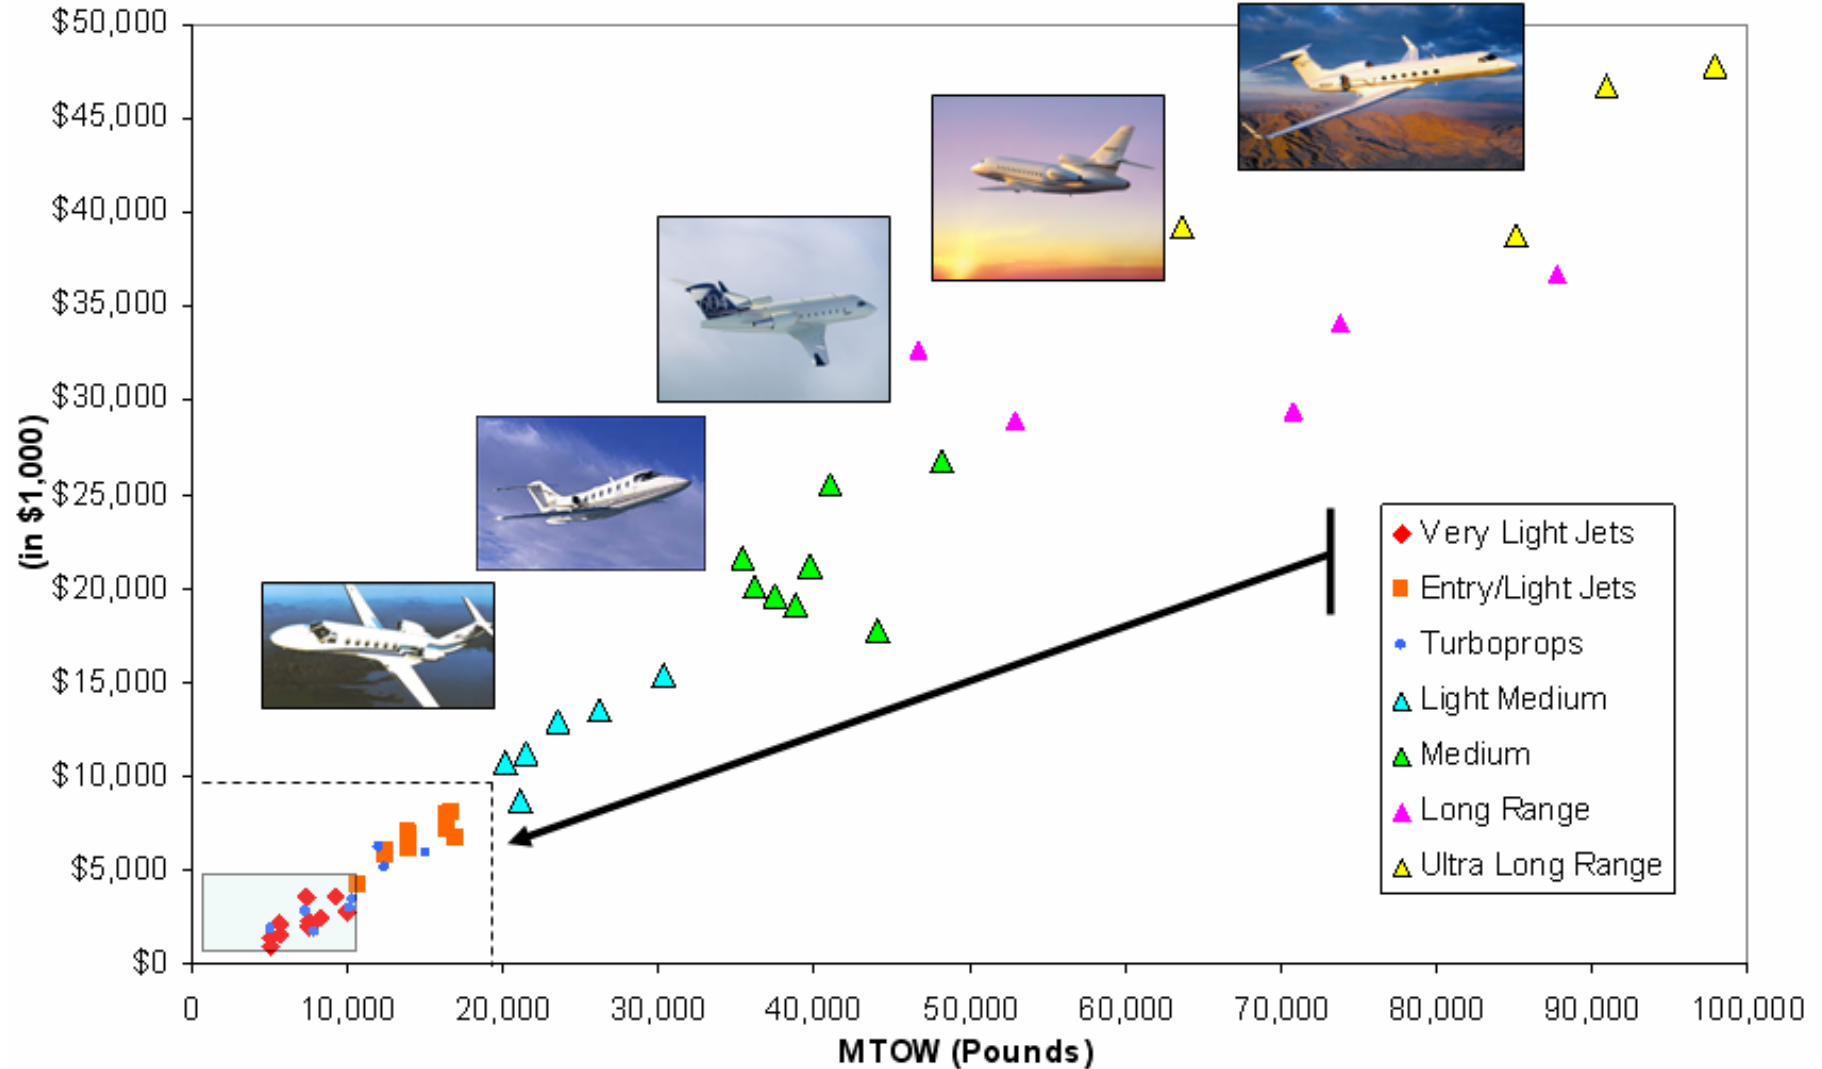 $50,000
$45,000
$40,000
$35,000
$30,000
$25,000
$20,000
$15,000
$10,000
$5,000
$0
(in $1,000)
0 10,000 20,000 30,000 40,000 50,000 60,000 70,000 80,000 90,000 100,000
MTOW (Pounds)
Very Light Jets
Entry/Light Jets
Turboprops
Light Medium
Medium
Long Range
Ultra Long Range